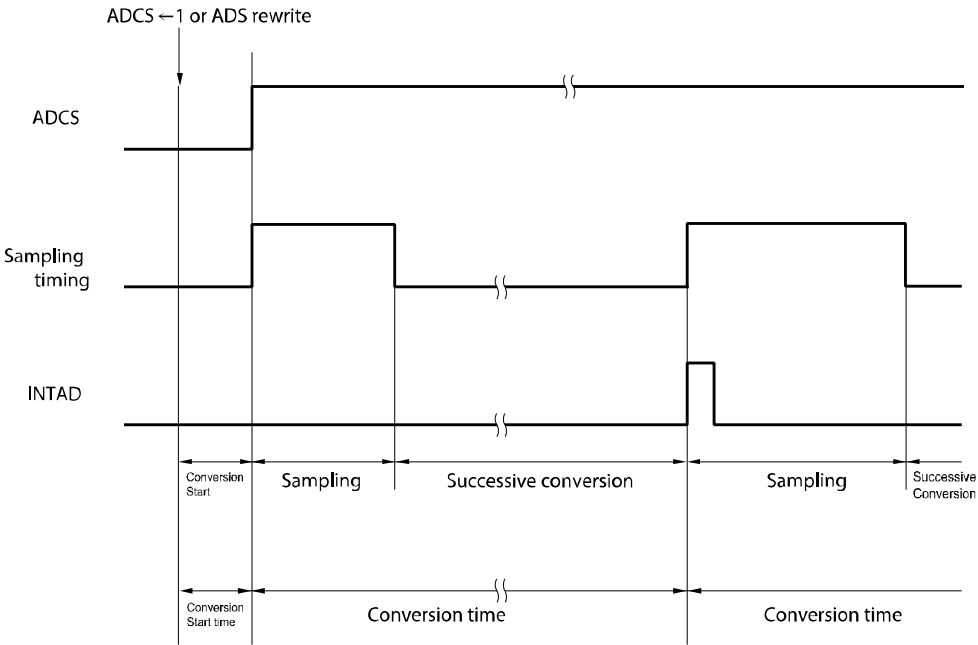 ADCS ←1 or ADS rewrite
ADCS
Sampling
timing
INTAD
Conversion
Start
Sampling
Successive conversion
Sampling
Successive
Conversion
Conversion
Start time
Conversion time
Conversion time